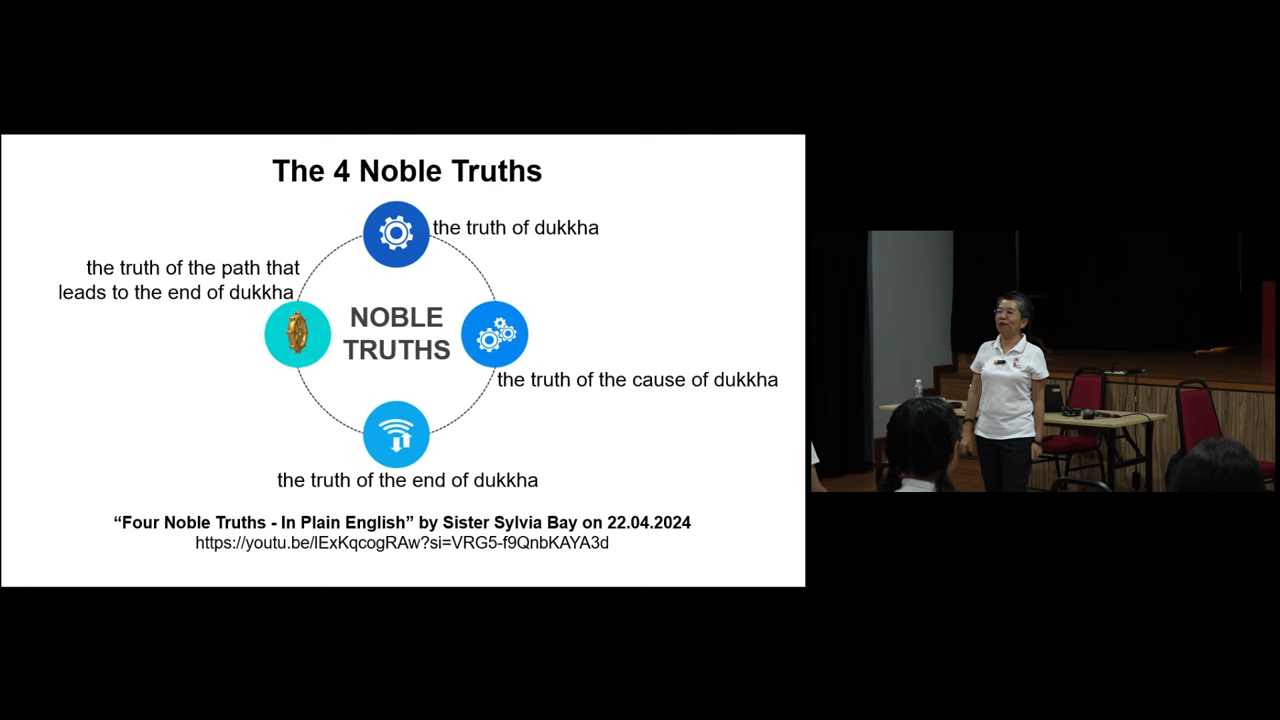 The 4 Noble Truths
the truth of dukkha
the truth of the path that
leads to the end of dukkha
NOBLE
TRUTHS
the truth of the cause of dukkha
the truth of the end of dukkha
“Four Noble Truths - In Plain English” by Sister Sylvia Bay on 22.04.2024
https://youtu.be/lExKqcogRAw?si=VRG5-f9QnbKAYA3d